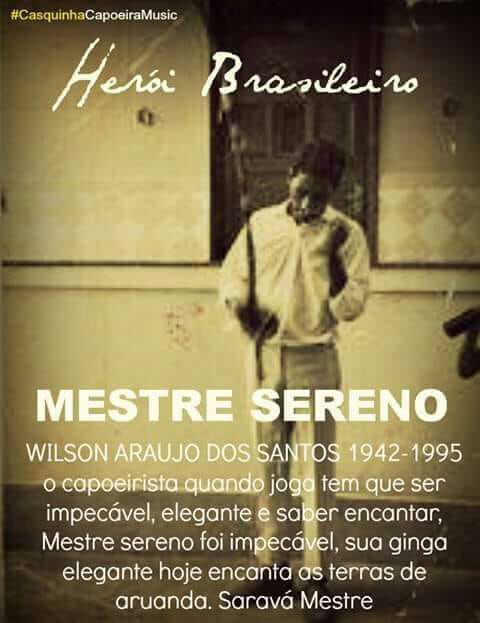 #CasquinhaCapoeiraMusic
Herói Brasileiro
MESTRE SERENO
WILSON ARAUJO DOS SANTOS 1942-1995
o capoeirista quando joga tem que ser
impecável, elegante e saber encantar,
Mestre sereno foi impecável, sua ginga
elegante hoje encanta as terras de
aruanda. Saravá Mestre